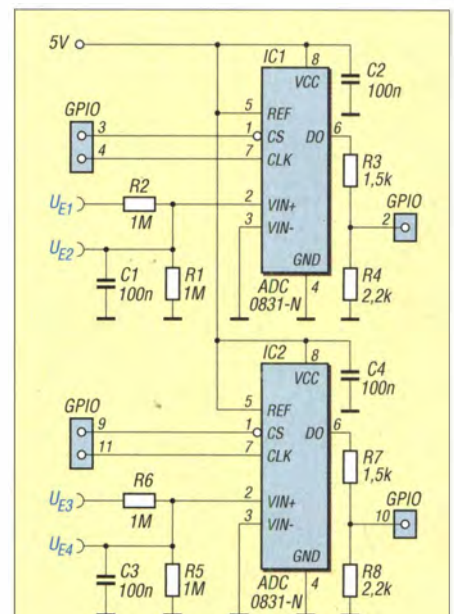 5V
IC1
8
C2
100n
VCC
GPIO
5
REF
3
1
CS
DO
6
4
7
CLK
R3
1,5k
GPIO
2
R2
UE1
1M
2
VIN+
3
VIN-
UE2
C1
100n
R1
1M
GND
R4
2,2k
ADC
0831-N
4
IC2
8
C4
100n
VCC
GPIO
5
REF
9
1
CS
DO
6
11
7
CLK
R7
1,5k
GPIO
10
R6
UE3
1M
2
VIN+
3
VIN-
UE4
C3
100n
R5
1M
GND
R8
2,2k
ADC
0831-N
4